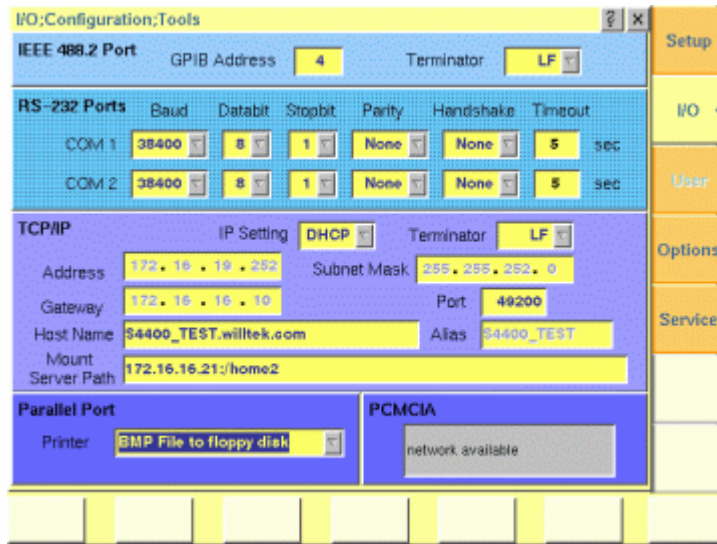 I/O;Configuration;Tools ? X
IEEE 488.2 Port GPIB Address 4 Terminator LF
RS-232 Ports Baud Databit Stopbit Parity Handshake Timeout
COM 1 38400 8 1 None None 5 sec
COM 2 38400 8 1 None None 5 sec
TCP/IP IP Setting DHCP Terminator LF
Address 172. 16 . 19 . 252 Subnet Mask 255. 255. 252. 0
Gateway 172. 16 . 16 . 10 Port 49200
Host Name S4400_TEST.willtek.com Alias S4400_TEST
Mount
Server Path 172.16.16.21:/home2
Parallel Port
Printer BMP File to floppy disk
PCMCIA
network available
Setup
I/O
User
Options
Service